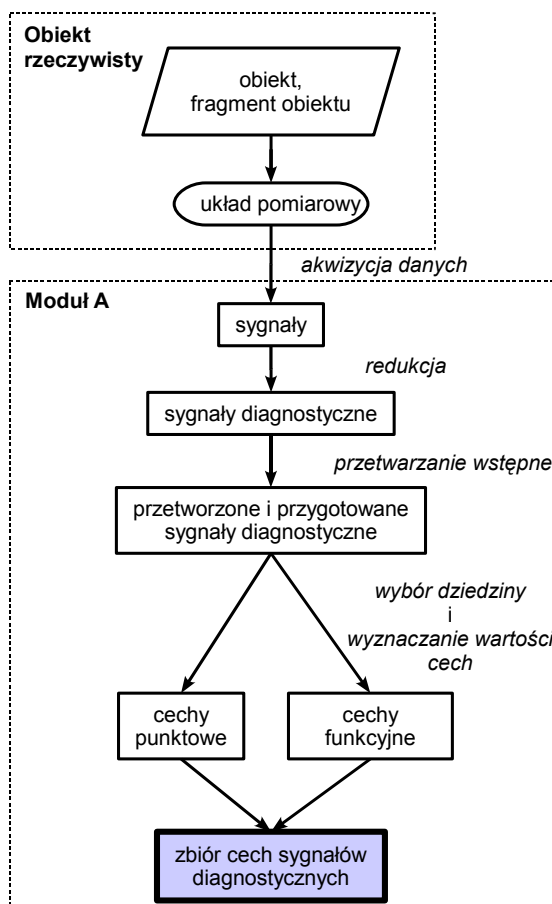 Obiekt
rzeczywisty
obiekt,
fragment obiektu
układ pomiarowy
akwizycja danych
Moduł A
sygnały
redukcja
sygnały diagnostyczne
przetwarzanie wstępne
przetworzone i przygotowane
sygnały diagnostyczne
wybór dziedziny
i
wyznaczanie wartości
cech
cechy
punktowe
cechy
funkcyjne
zbiór cech sygnałów
diagnostycznych